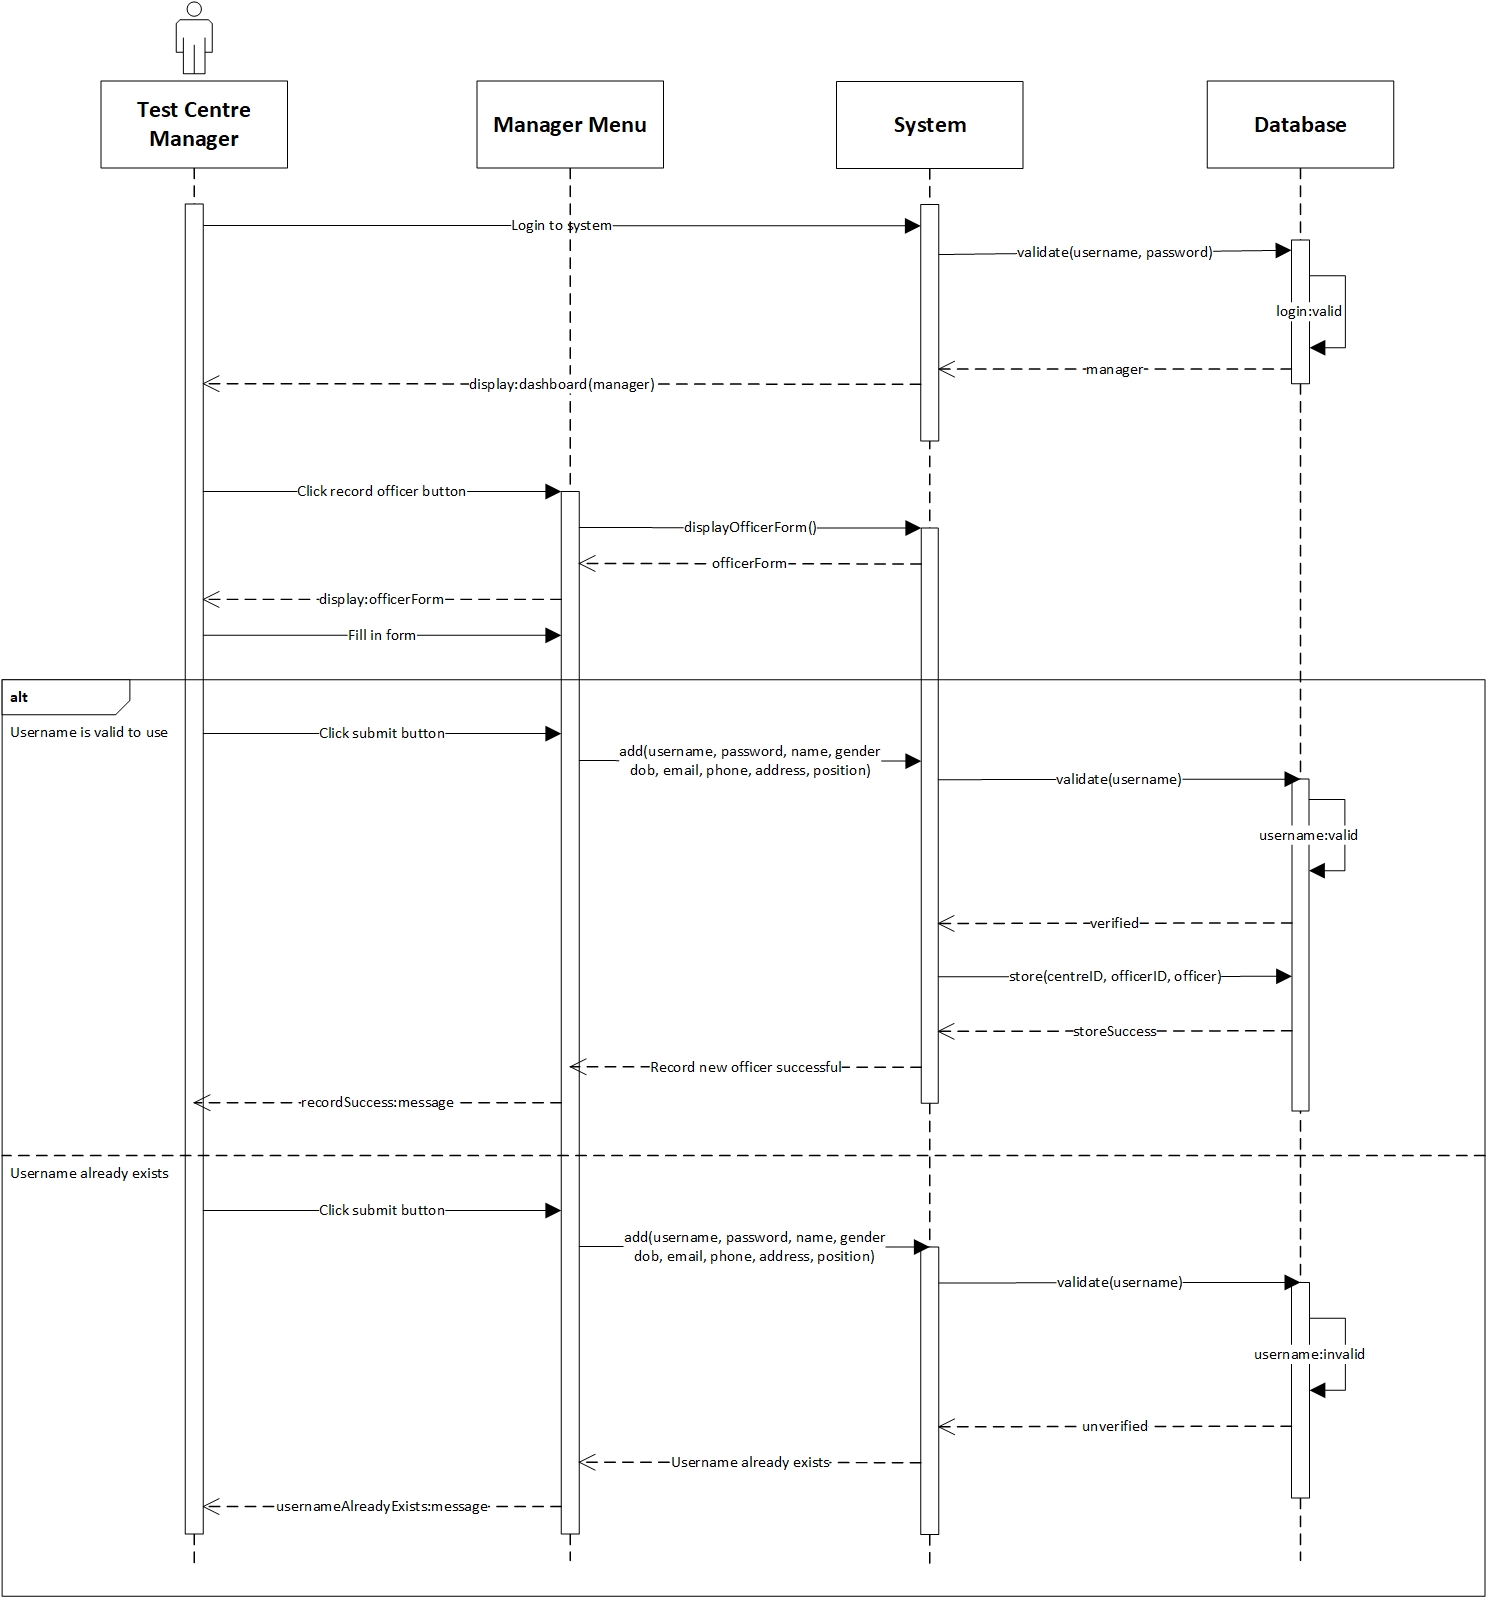 Test Centre
Manager
Manager Menu
System
Database
Login to system
validate(username, password)
login:valid
manager
display:dashboard(manager)
Click record officer button
displayOfficerForm()
officerForm
display:officerForm
Fill in form
alt
Username is valid to use
Click submit button
add(username, password, name, gender
dob, email, phone, address, position)
validate(username)
username:valid
verified
store(centreID, officerID, officer)
storeSuccess
Record new officer successful
recordSuccess:message
Username already exists
Click submit button
add(username, password, name, gender
dob, email, phone, address, position)
validate(username)
username:invalid
unverified
Username already exists
usernameAlreadyExists:message